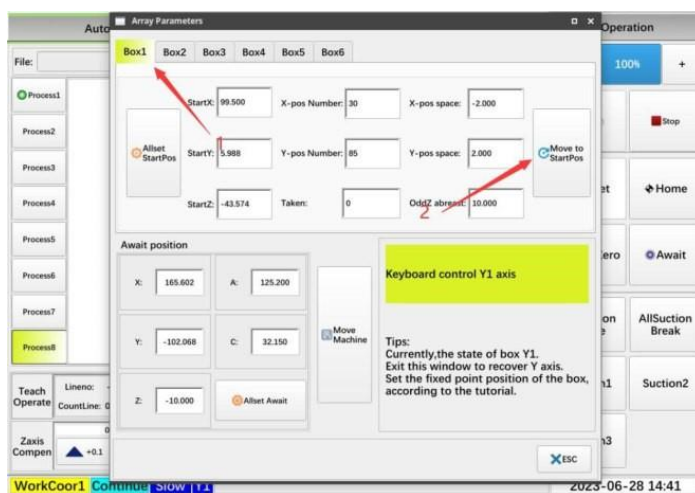 Auto
Array Parameters
Operation
Box1 Box2 Box3 Box4 Box5 Box6
File:
100% +
Process1
StartX: 99.500 X-pos Number: 30 X-pos space: -2.000
Process2
Allset StartPos
1
StartY: 5.988 Y-pos Number: 85 Y-pos space: 2.000
Move to StartPos
Stop
Process3
Process4
StartZ: -43.574 Taken: 0 OddZ abreast: 10.000
2
Home
Process5
Await position
Await
Process6
X: 165.602 A: 125.200
Keyboard control Y1 axis
Process7
Y: -102.068 C: 32.150
Move Machine
AllSuction Break
Process8
Tips:
Currently,the state of box Y1.
Exit this window to recover Y axis.
Set the fixed point position of the box,
according to the tutorial.
Teach Operate
Lineno:
CountLine: 0
Z: -10.000 Allset Await
Suction2
Zaxis Compen
+0.1
ESC
WorkCoor1 Continue Slow Y1
2023-06-28 14:41